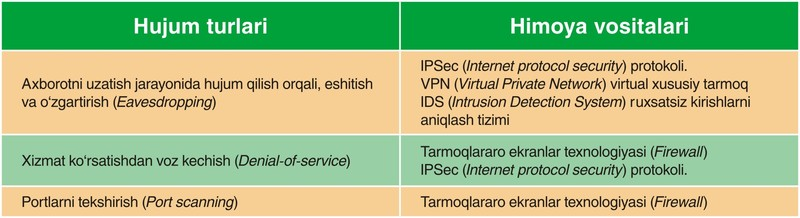 Hujum turlari
Himoya vositalari
Axborotni uzatish jarayonida hujum qilish orqali, eshitish
va o‘zgartirish (Eavesdropping)
IPSec (Internet protocol security) protokoli.
VPN (Virtual Private Network) virtual xususiy tarmoq
IDS (Intrusion Detection System) ruxsatsiz kirishlarni
aniqlash tizimi
Xizmat ko‘rsatishdan voz kechish (Denial-of-service)
Tarmoqlararo ekranlar texnologiyasi (Firewall)
IPSec (Internet protocol security) protokoli.
Portlarni tekshirish (Port scanning)
Tarmoqlararo ekranlar texnologiyasi (Firewall)